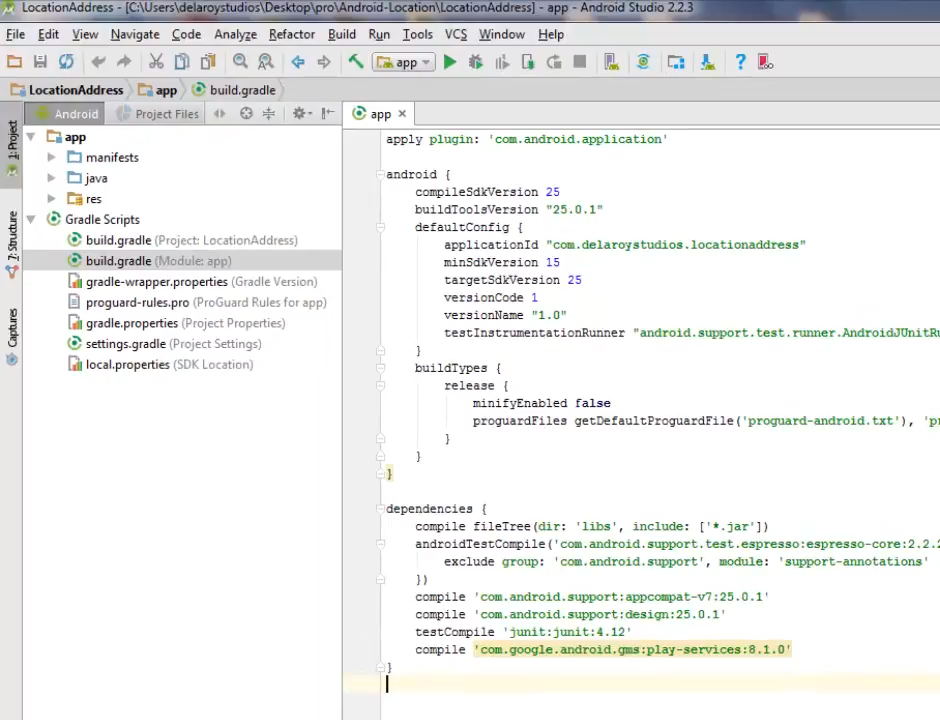 LocationAddress - [C:\Users\delaroystudios\Desktop\pro\Android-Location\LocationAddress] - app - Android Studio 2.2.3
File Edit View Navigate Code Analyze Refactor Build Run Tools VCS Window Help
app
LocationAddress app build.gradle
Android Project Files app
1: Project
7: Structure
Captures
app
manifests
java
res
Gradle Scripts
build.gradle (Project: LocationAddress)
build.gradle (Module: app)
gradle-wrapper.properties (Gradle Version)
proguard-rules.pro (ProGuard Rules for app)
gradle.properties (Project Properties)
settings.gradle (Project Settings)
local.properties (SDK Location)
apply plugin: 'com.android.application'
android {
compileSdkVersion 25
buildToolsVersion "25.0.1"
defaultConfig {
applicationId "com.delaroystudios.locationaddress"
minSdkVersion 15
targetSdkVersion 25
versionCode 1
versionName "1.0"
testInstrumentationRunner "android.support.test.runner.AndroidJUnitRu
}
buildTypes {
release {
minifyEnabled false
proguardFiles getDefaultProguardFile('proguard-android.txt'), 'pr
}
}
}
dependencies {
compile fileTree(dir: 'libs', include: ['*.jar'])
androidTestCompile('com.android.support.test.espresso:espresso-core:2.2.2
exclude group: 'com.android.support', module: 'support-annotations'
})
compile 'com.android.support:appcompat-v7:25.0.1'
compile 'com.android.support:design:25.0.1'
testCompile 'junit:junit:4.12'
compile 'com.google.android.gms:play-services:8.1.0'
}